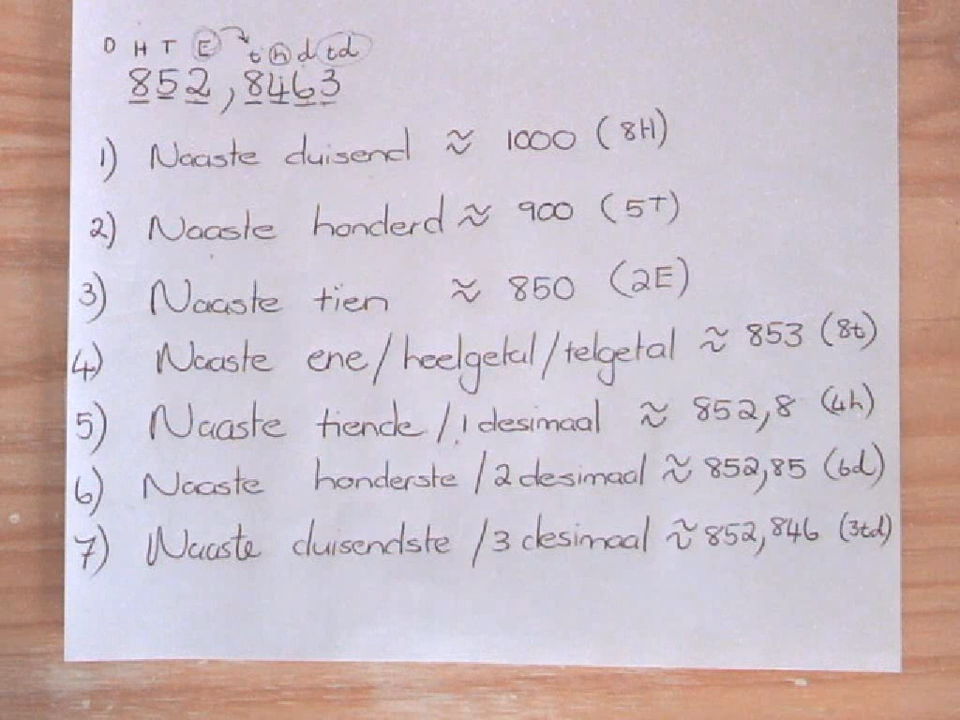 D H T E t h d td
852,8463
1) Naaste duisend ≈ 1000 (8H)
2) Naaste honderd ≈ 900 (5T)
3) Naaste tien ≈ 850 (2E)
4) Naaste ene/heelgetal/telgetal ≈ 853 (8t)
5) Naaste tiende/1 desimaal ≈ 852,8 (4h)
6) Naaste honderste/2 desimaal ≈ 852,85 (6d)
7) Naaste duisendste/3 desimaal ≈ 852,846 (3td)